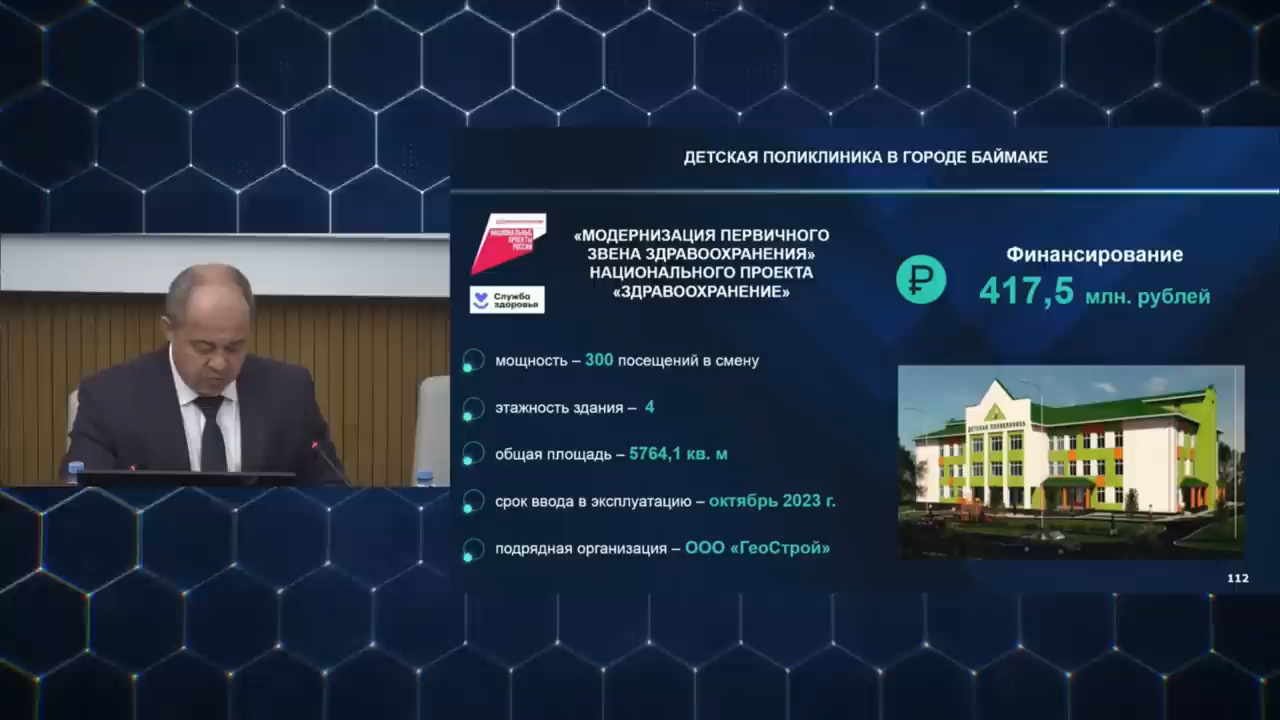 ДЕТСКАЯ ПОЛИКЛИНИКА В ГОРОДЕ БАЙМАКЕ
НАЦИОНАЛЬНЫЕ
ПРОЕКТЫ
РОССИИ
«МОДЕРНИЗАЦИЯ ПЕРВИЧНОГО
ЗВЕНА ЗДРАВООХРАНЕНИЯ»
НАЦИОНАЛЬНОГО ПРОЕКТА
«ЗДРАВООХРАНЕНИЕ»
Служба
здоровья
Финансирование
417,5 млн. рублей
мощность – 300 посещений в смену
этажность здания – 4
общая площадь – 5764,1 кв. м
срок ввода в эксплуатацию – октябрь 2023 г.
подрядная организация – ООО «ГеоСтрой»
ДЕТСКАЯ ПОЛИКЛИНИКА
112